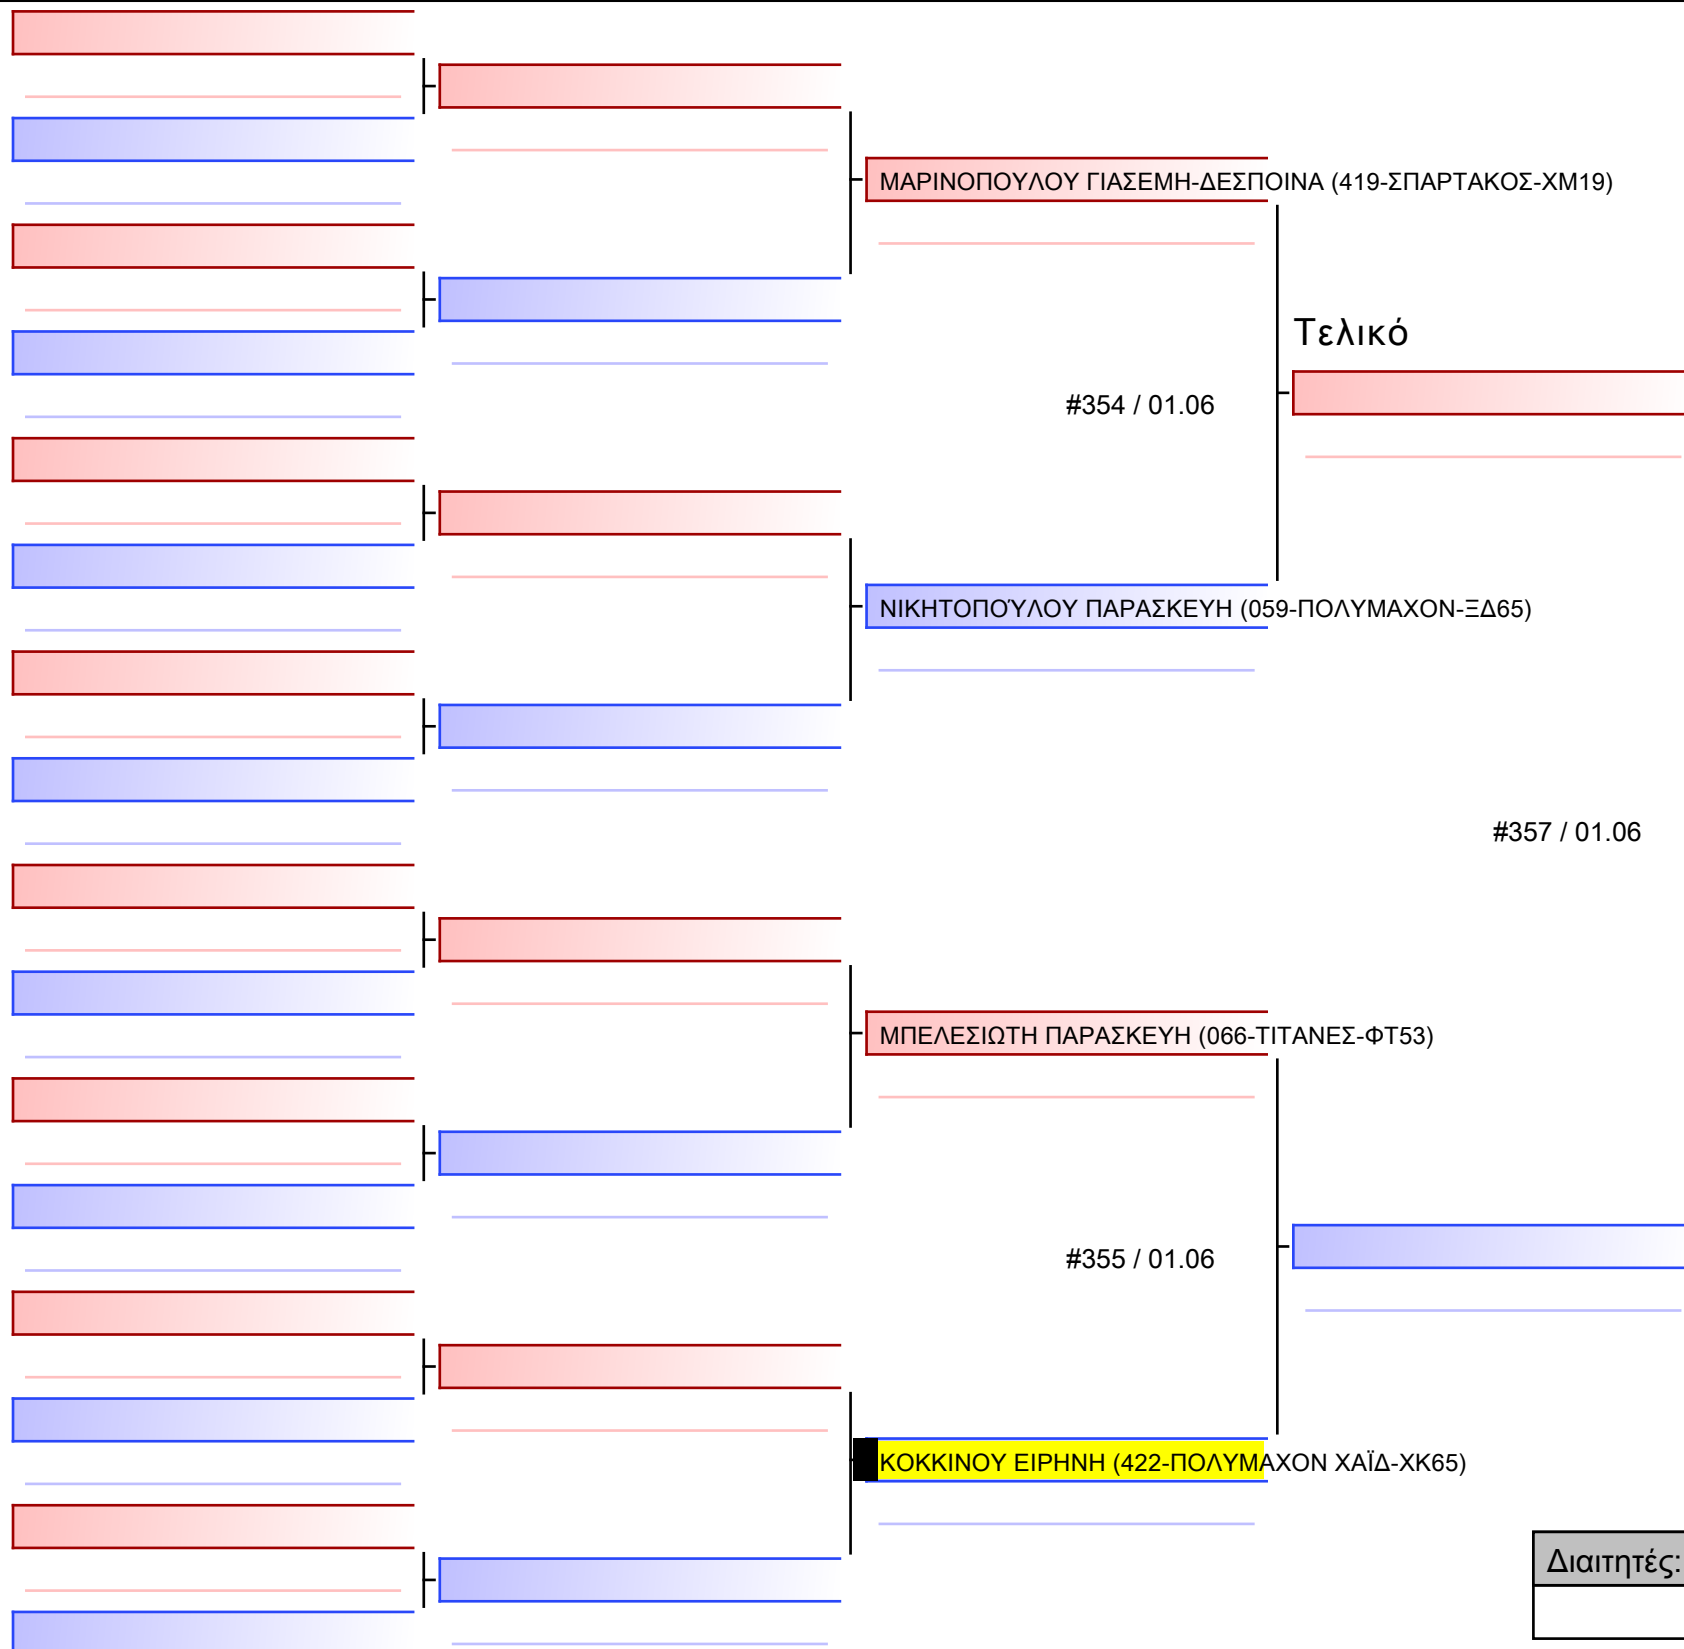 ΜΑΡΙΝΟΠΟΥΛΟΥ ΓΙΑΣΕΜΗ-ΔΕΣΠΟΙΝΑ (419-ΣΠΑΡΤΑΚΟΣ-ΧΜ19)
Τελικό
#354 / 01.06
ΝΙΚΗΤΟΠΟΎΛΟΥ ΠΑΡΑΣΚΕΥΗ (059-ΠΟΛΥΜΑΧΟΝ-ΞΔ65)
#357 / 01.06
ΜΠΕΛΕΣΙΩΤΗ ΠΑΡΑΣΚΕΥΗ (066-ΤΙΤΑΝΕΣ-ΦΤ53)
#355 / 01.06
ΚΟΚΚΙΝΟΥ ΕΙΡΗΝΗ (422-ΠΟΛΥΜΑΧΟΝ ΧΑΪΔ-ΧΚ65)
Διαιτητές: